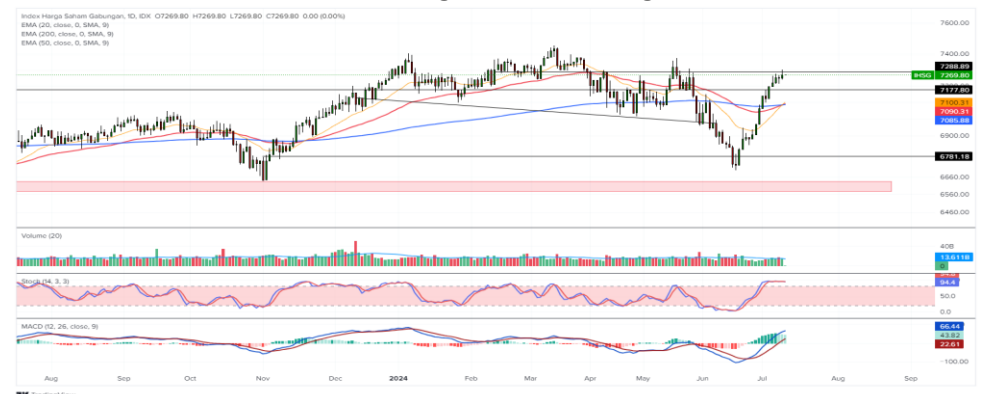 Index Harga Saham Gabungan, 1D, IDX O7269.80 H7269.80 L7269.80 C7269.80 0.00 (0.00%)
EMA (20, close, 0, SMA, 9)
EMA (200, close, 0, SMA, 9)
EMA (50, close, 0, SMA, 9)
7600.00
7400.00
7288.89
IHSG 7269.80
7177.80
7100.31
7090.31
7085.88
6900.00
6781.18
6660.00
6560.00
6460.00
Volume (20)
40B
13.611B
0
Stoch (14, 3, 3)
94.4
50.0
0.0
MACD (12, 26, close, 9)
66.44
43.82
22.61
−100.00
Aug Sep Oct Nov Dec 2024 Feb Mar Apr May Jun Jul Aug Sep